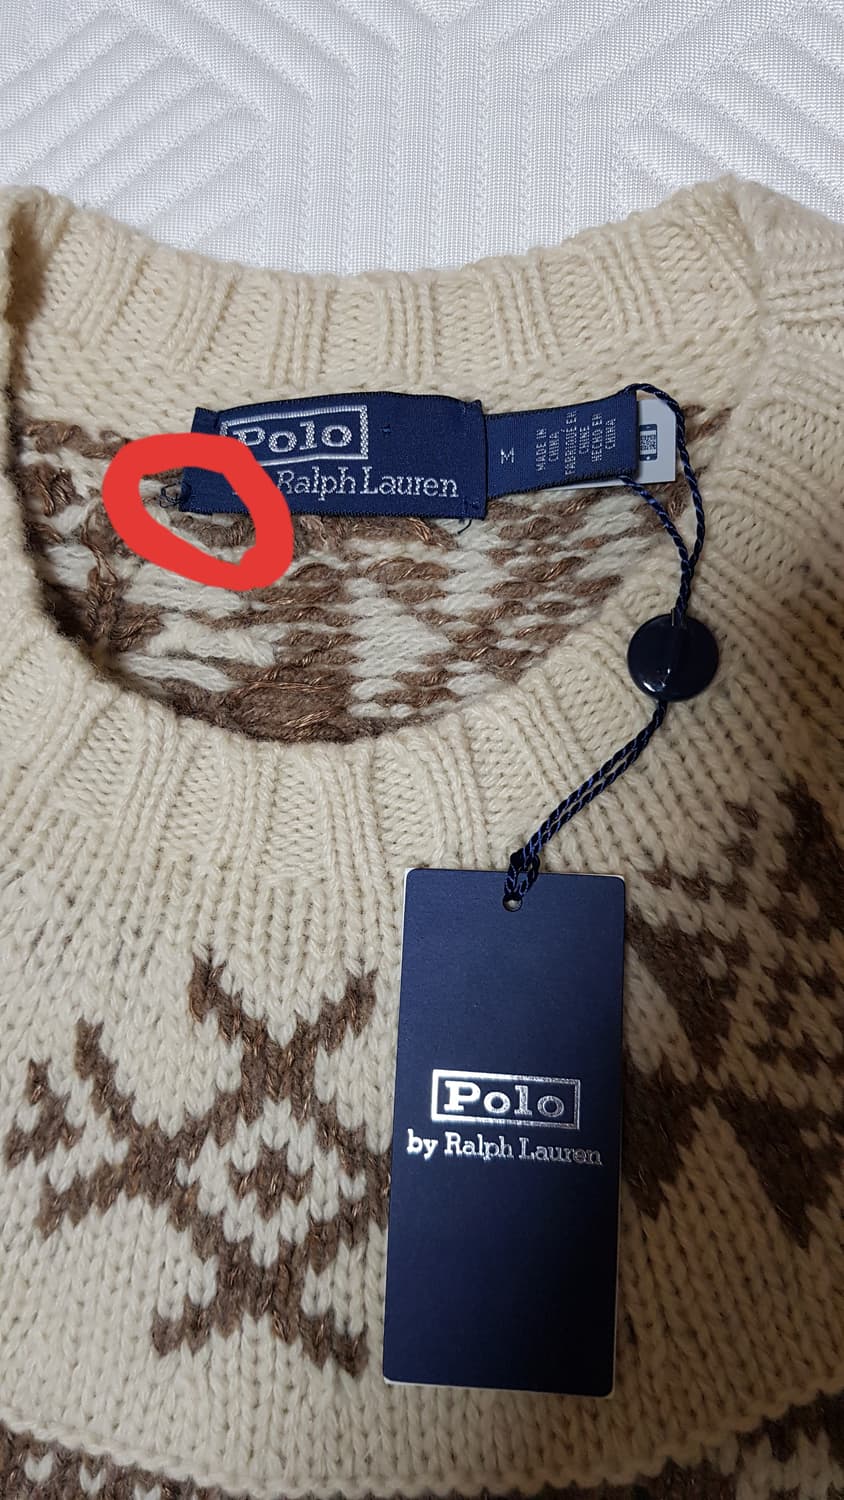 Polo
Ralph Lauren
M
MADE IN
CHINA
FABRIQUÉ EN
CHINE
HECHO EN
CHINA
Polo
by Ralph Lauren